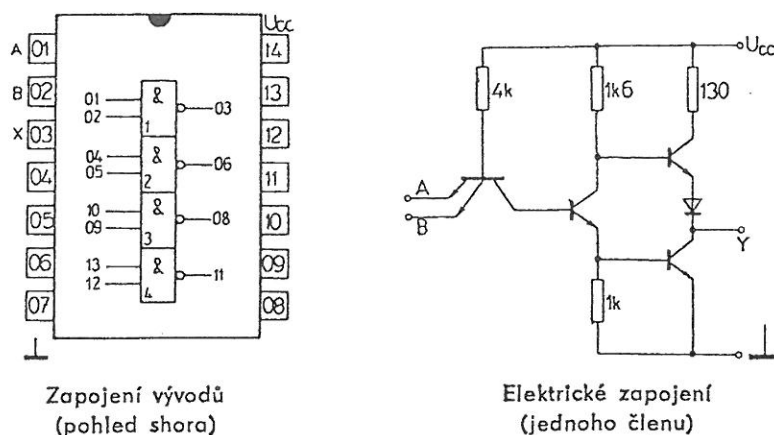 Ucc
A 01 14
B 02 13
X 03 12
04 11
05 10
06 09
07 08
01 & 03
02
1
04 & 06
05
2
10 & 08
09
3
13 & 11
12
4
Zapojení vývodů
(pohled shora)
Ucc
4k 1k6 130
A
B
Y
1k
Elektrické zapojení
(jednoho členu)